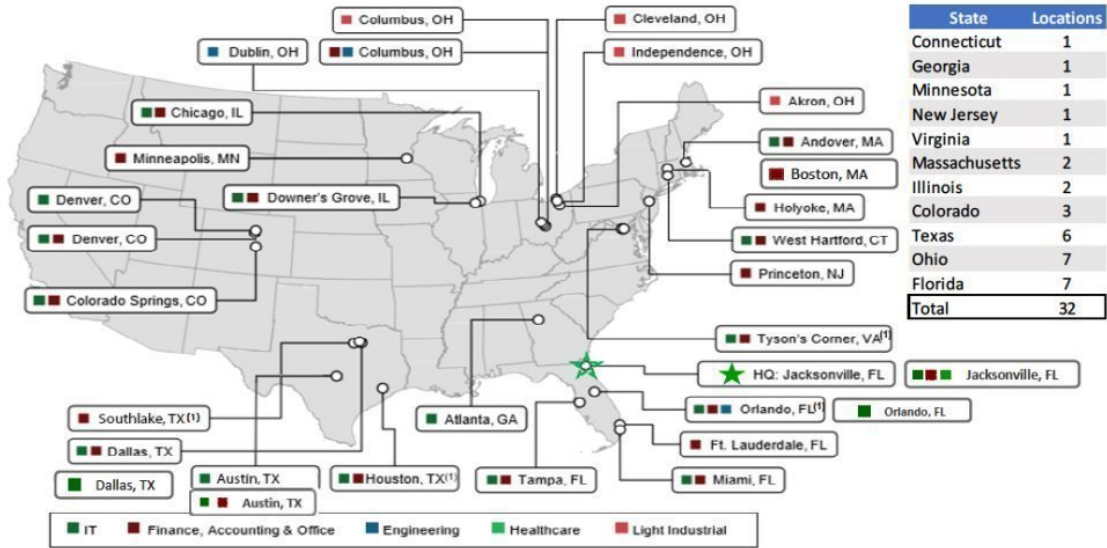 Columbus, OH
Cleveland, OH
Dublin, OH
Columbus, OH
Independence, OH
Chicago, IL
Akron, OH
Minneapolis, MN
Andover, MA
Boston, MA
Denver, CO
Downer's Grove, IL
Holyoke, MA
Denver, CO
West Hartford, CT
Princeton, NJ
Colorado Springs, CO
Tyson's Corner, VA(1)
HQ: Jacksonville, FL
Jacksonville, FL
Southlake, TX(1)
Atlanta, GA
Orlando, FL(1)
Orlando, FL
Dallas, TX
Ft. Lauderdale, FL
Dallas, TX
Austin, TX
Houston, TX(1)
Tampa, FL
Miami, FL
Austin, TX
IT
Finance, Accounting & Office
Engineering
Healthcare
Light Industrial
State Locations
Connecticut 1
Georgia 1
Minnesota 1
New Jersey 1
Virginia 1
Massachusetts 2
Illinois 2
Colorado 3
Texas 6
Ohio 7
Florida 7
Total 32